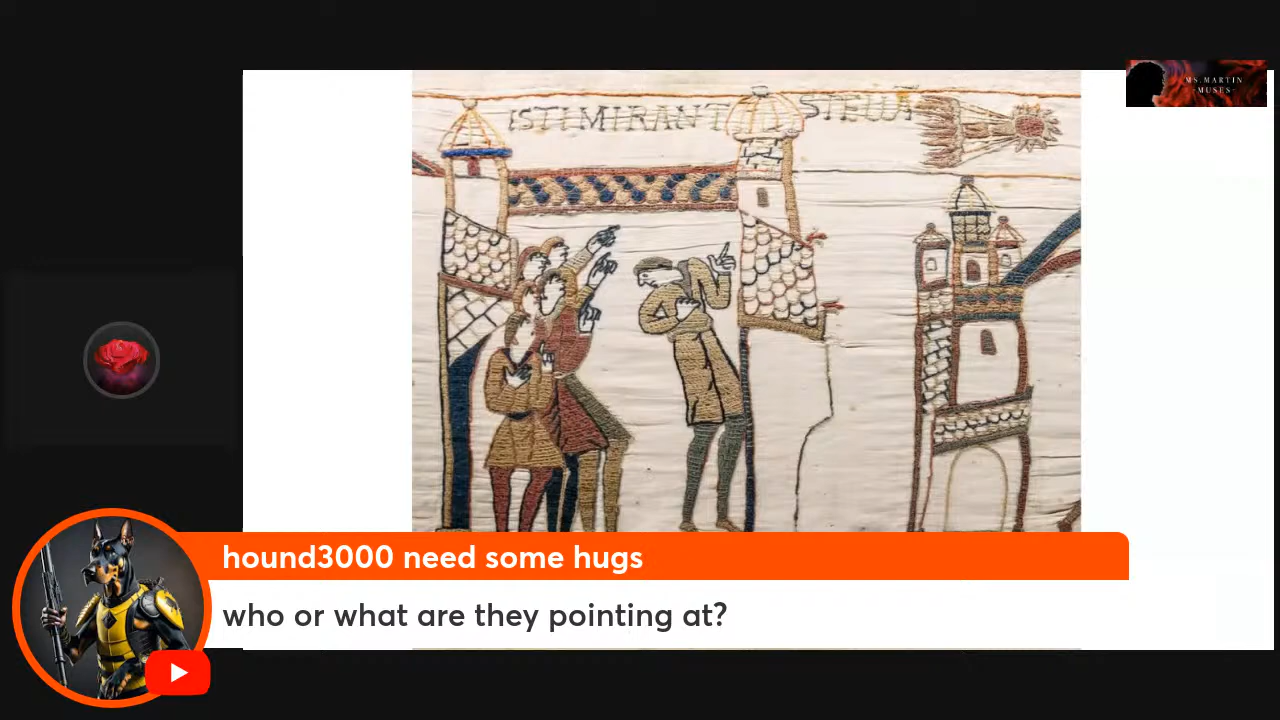 MS.MARTIN
-MUSES-
ISTI MIRANT STELLA
hound3000 need some hugs
who or what are they pointing at?